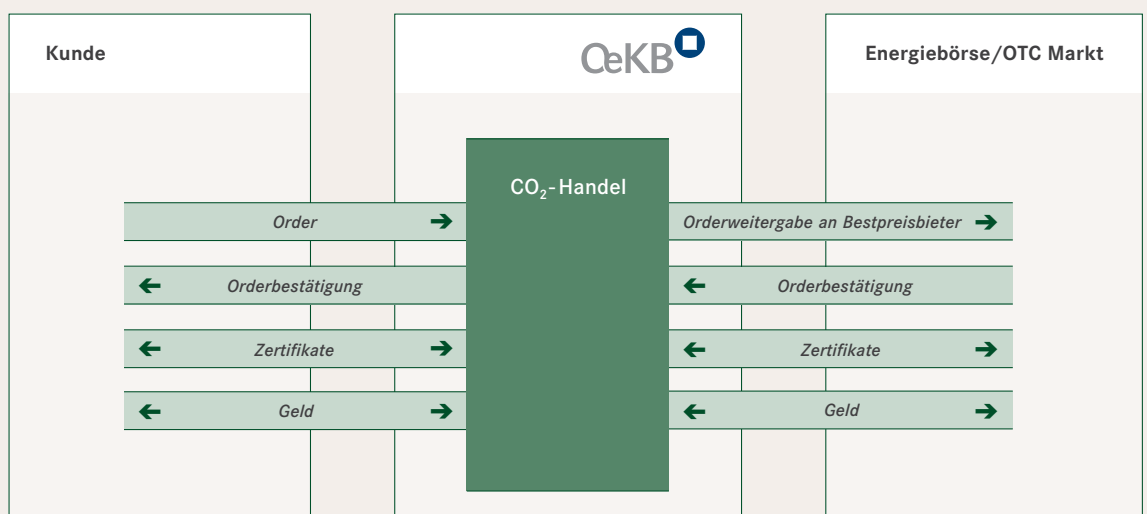 Kunde
OeKB
Energiebörse/OTC Markt
CO₂-Handel
Order
Orderweitergabe an Bestpreisbieter
Orderbestätigung
Orderbestätigung
Zertifikate
Zertifikate
Geld
Geld